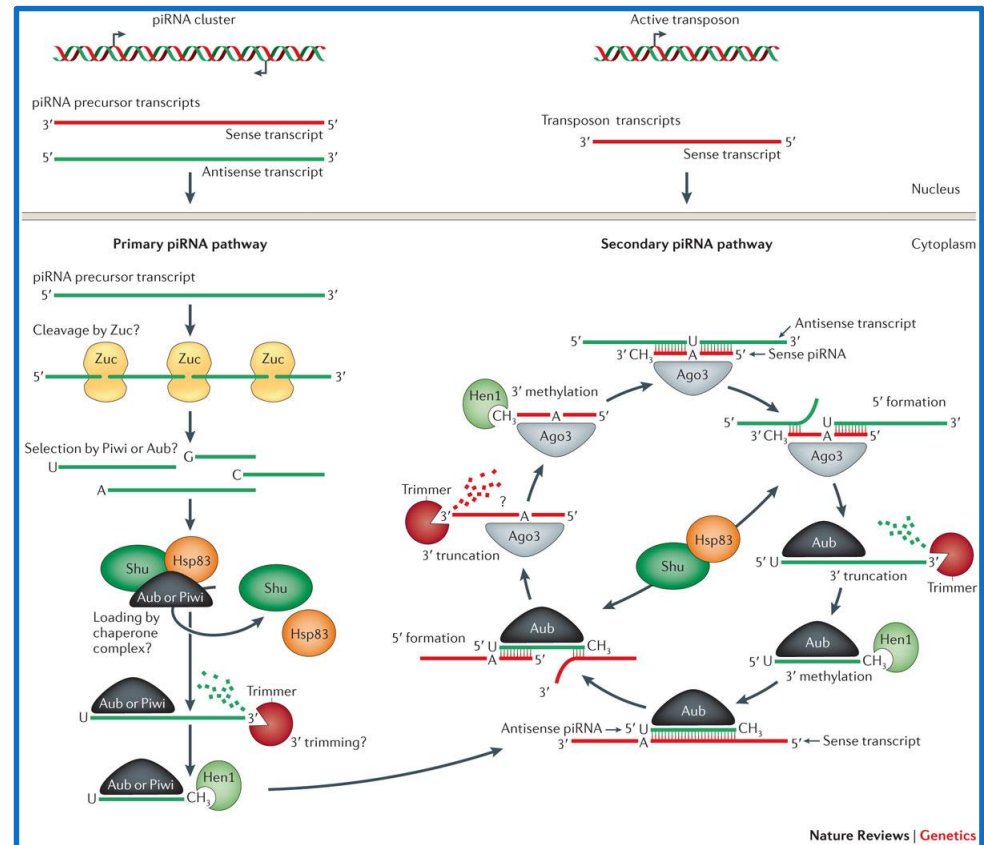 piRNA cluster
Active transposon
piRNA precursor transcripts
3′ 5′
Sense transcript
5′ 3′
Antisense transcript
Transposon transcripts
3′ 5′
Sense transcript
Nucleus
Primary piRNA pathway
piRNA precursor transcript
5′ 3′
Cleavage by Zuc?
Zuc Zuc Zuc
5′ 3′
Selection by Piwi or Aub?
U
G
C
A
Shu
Hsp83
Aub or Piwi
Loading by
chaperone
complex?
Shu
Hsp83
Aub or Piwi
U 3′
Trimmer
3′ trimming?
Aub or Piwi
Hen1
U CH3
Secondary piRNA pathway
Cytoplasm
Antisense transcript
5′ U 3′
3′ CH3 A 5′
Sense piRNA
Ago3
5′ formation
U 3′
3′ CH3 A 5′
Ago3
Aub
5′ U 3′
3′ truncation
Trimmer
Aub
Hen1
5′ U CH3
3′ methylation
Aub
Antisense piRNA
5′ U CH3
3′ A 5′
Sense transcript
5′ formation
Aub
5′ U CH3
A 5′
3′
Trimmer
?
3′ A 5′
Ago3
3′ truncation
Hen1
3′ methylation
CH3 A 5′
Ago3
Shu
Hsp83
Nature Reviews | Genetics